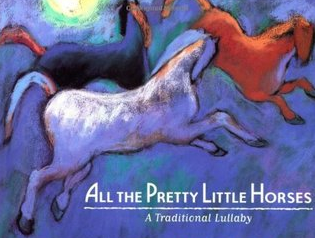 ALL THE PRETTY LITTLE HORSES
A Traditional Lullaby